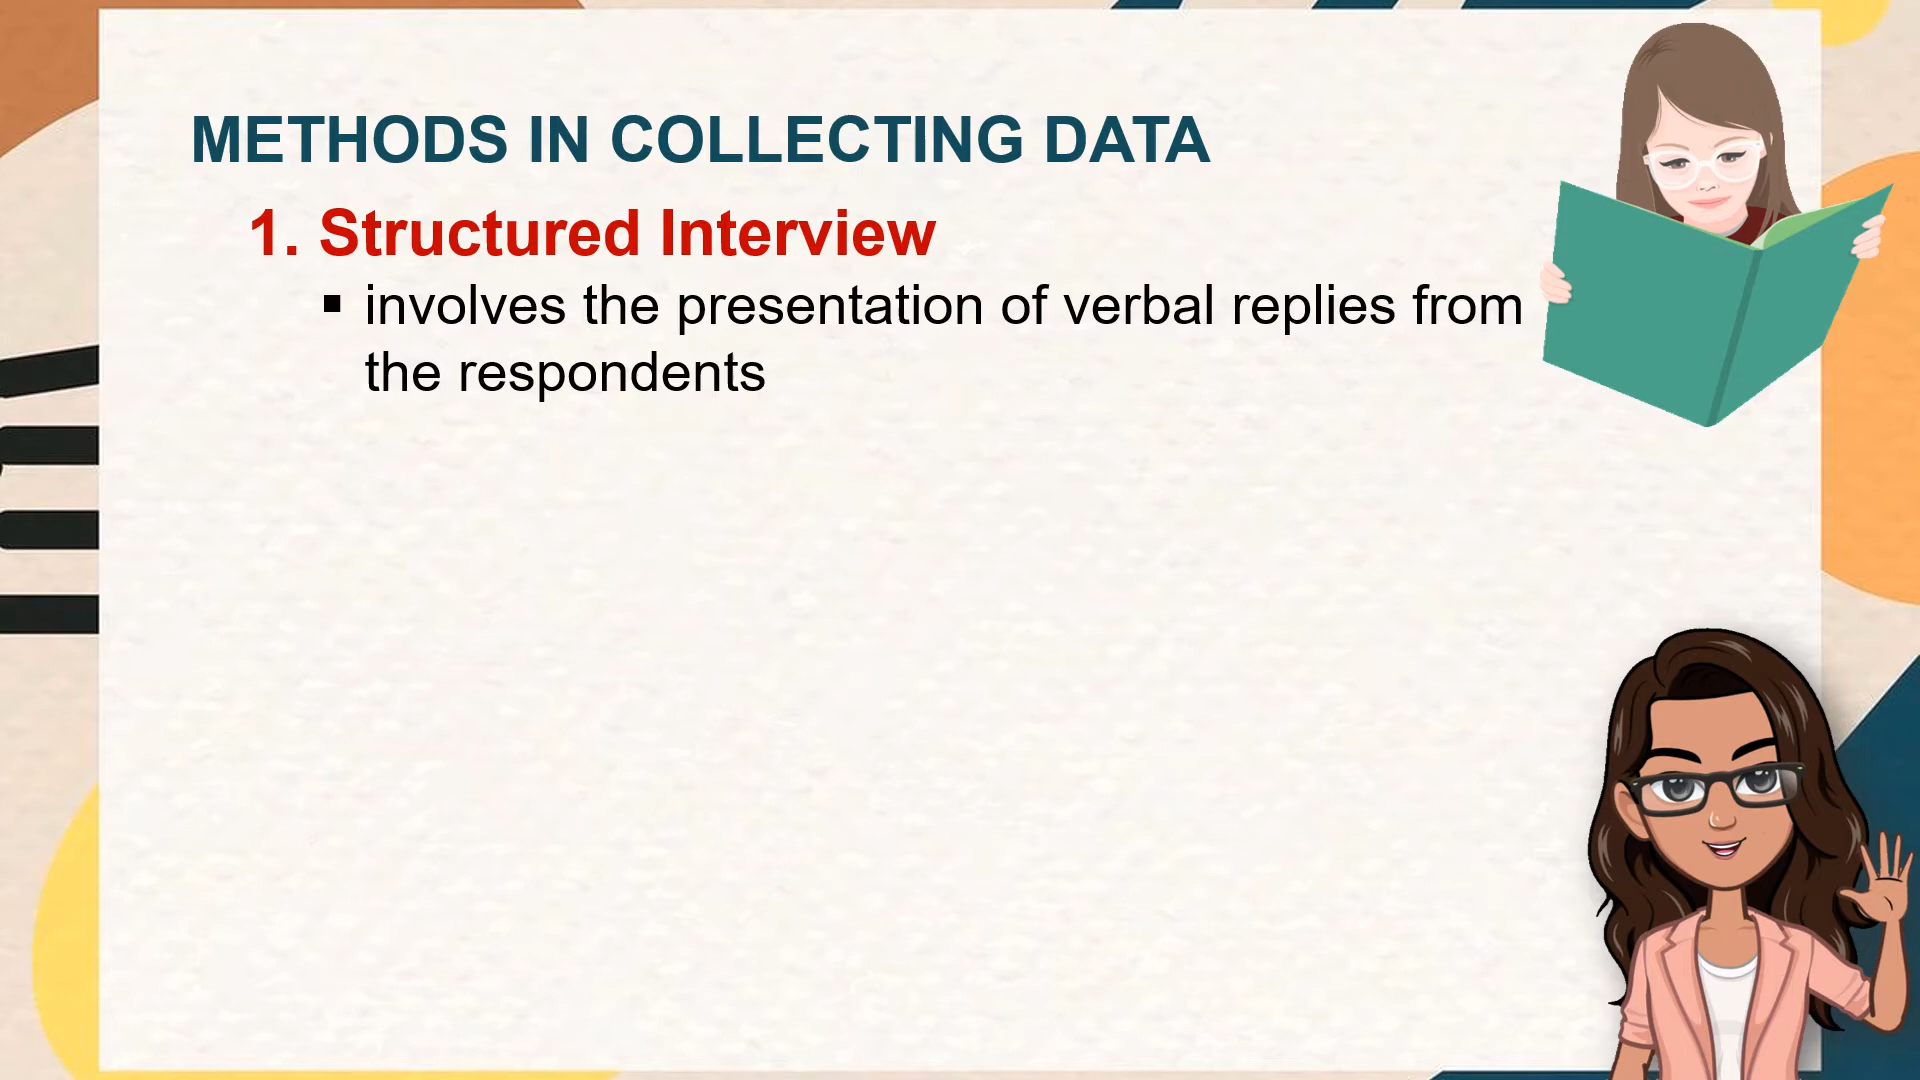 METHODS IN COLLECTING DATA
1. Structured Interview
▪ involves the presentation of verbal replies from
the respondents